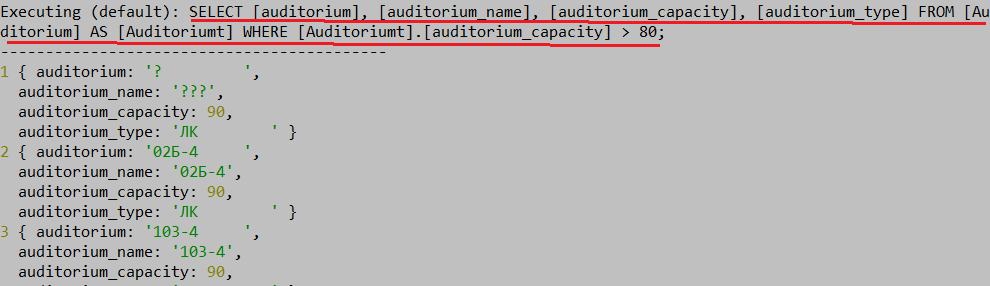 Executing (default): SELECT [auditorium], [auditorium_name], [auditorium_capacity], [auditorium_type] FROM [Au
ditorium] AS [Auditoriumt] WHERE [Auditoriumt].[auditorium_capacity] > 80;
-------------------------------------------
1 { auditorium: '?         ',
  auditorium_name: '???',
  auditorium_capacity: 90,
  auditorium_type: 'ЛК        ' }
2 { auditorium: '02Б-4     ',
  auditorium_name: '02Б-4',
  auditorium_capacity: 90,
  auditorium_type: 'ЛК        ' }
3 { auditorium: '103-4     ',
  auditorium_name: '103-4',
  auditorium_capacity: 90,